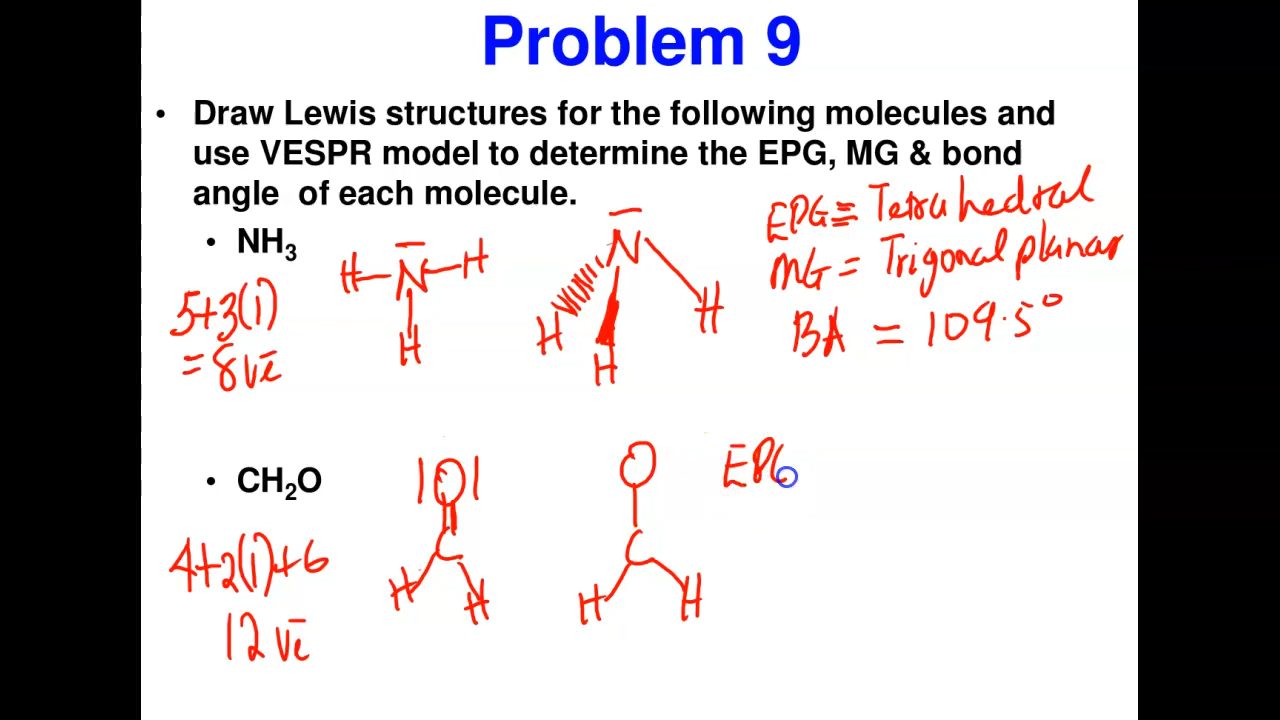 Problem 9
• Draw Lewis structures for the following molecules and
use VESPR model to determine the EPG, MG & bond
angle of each molecule.
• NH₃
5+3(1)
= 8 ve̅
H N H
H
N
H H
H
EPG ≡ Tetrahedral
MG = Trigonal planar
BA = 109.5°
• CH₂O
4+2(1)+6
12 ve̅
|O|
C
H H
O
C
H H
EPG